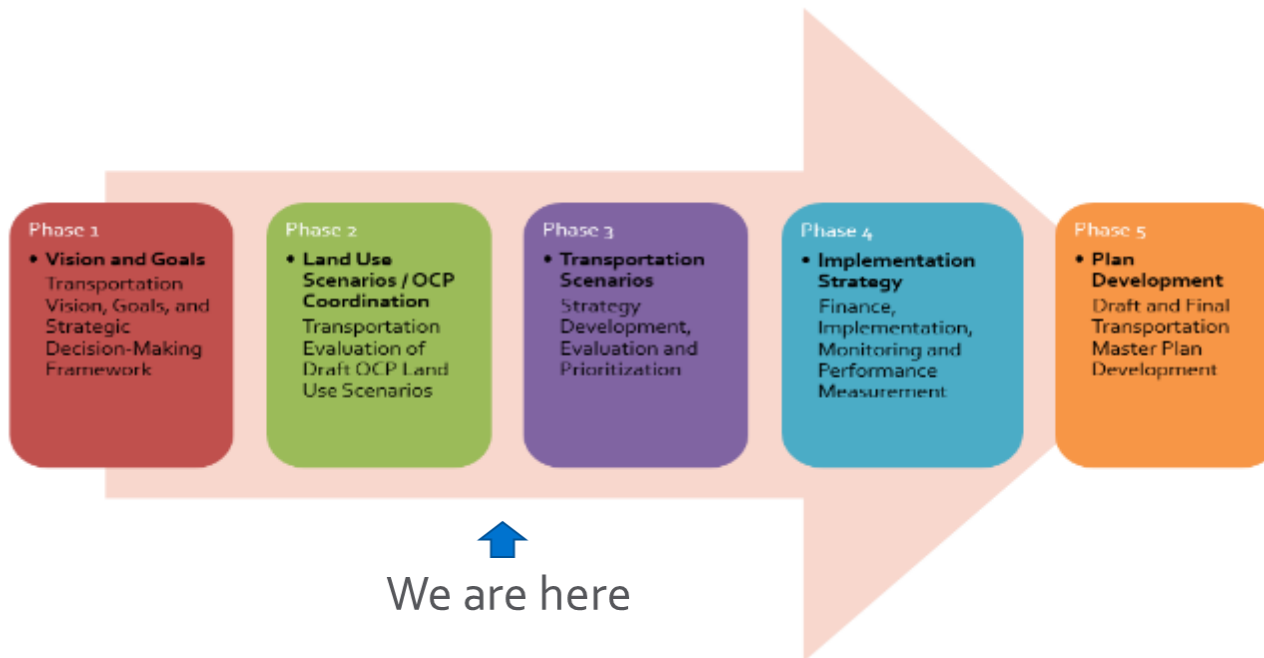 Phase 1
• Vision and Goals
Transportation
Vision, Goals, and
Strategic
Decision-Making
Framework
Phase 2
• Land Use
Scenarios / OCP
Coordination
Transportation
Evaluation of
Draft OCP Land
Use Scenarios
Phase 3
• Transportation
Scenarios
Strategy
Development,
Evaluation and
Prioritization
Phase 4
• Implementation
Strategy
Finance,
Implementation,
Monitoring and
Performance
Measurement
Phase 5
• Plan
Development
Draft and Final
Transportation
Master Plan
Development
We are here